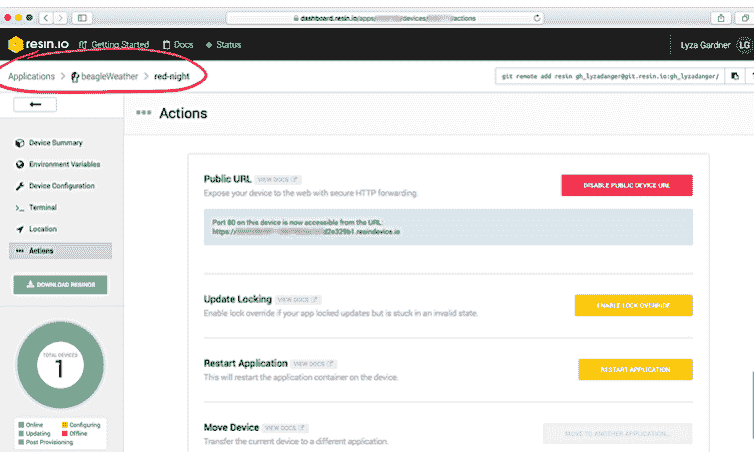 dashboard.resin.io/apps/ /devices/ /actions
resin.io Getting Started Docs Status Lyza Gardner LG
Applications > beagleWeather > red-night
git remote add resin gh_lyzadanger@git.resin.io:gh_lyzadanger/
Actions
Device Summary
Environment Variables
Device Configuration
>_ Terminal
Location
Actions
DOWNLOAD RESINOS
TOTAL DEVICES
1
Online Configuring
Updating Offline
Post Provisioning
Public URL VIEW DOCS
Expose your device to the web with secure HTTP forwarding.
DISABLE PUBLIC DEVICE URL
Port 80 on this device is now accessible from the URL:
https:// .resindevice.io
Update Locking VIEW DOCS
Enable lock override if your app locked updates but is stuck in an invalid state.
ENABLE LOCK OVERRIDE
Restart Application VIEW DOCS
This will restart the application container on the device.
RESTART APPLICATION
Move Device VIEW DOCS
Transfer the current device to a different application.
MOVE TO ANOTHER APPLICATION...